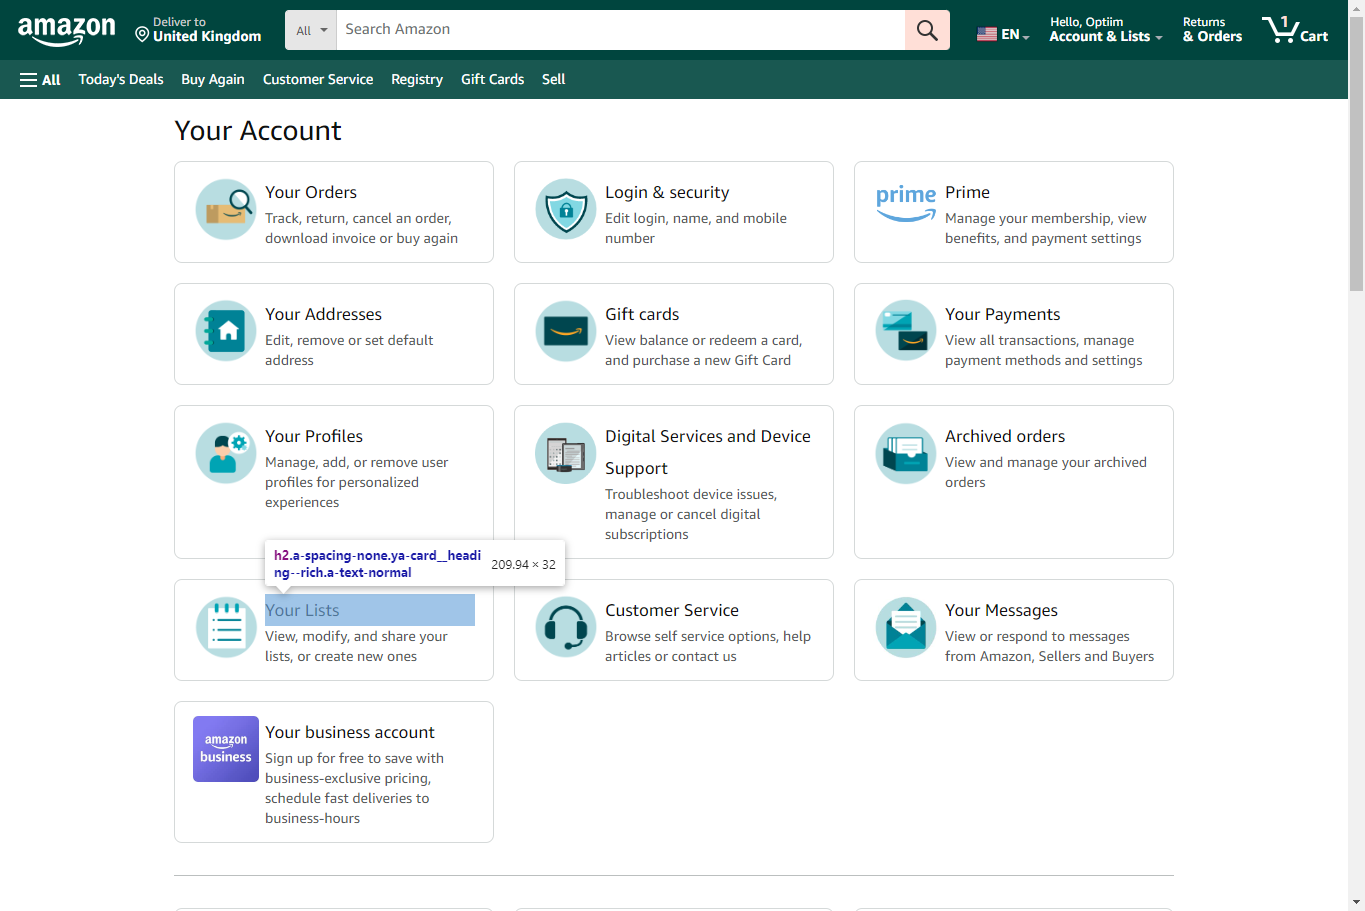 amazon
Deliver to
United Kingdom
All
Search Amazon
EN
Hello, Optiim
Account & Lists
Returns
& Orders
1
Cart
All
Today's Deals
Buy Again
Customer Service
Registry
Gift Cards
Sell
Your Account
Your Orders
Track, return, cancel an order,
download invoice or buy again
Login & security
Edit login, name, and mobile
number
prime
Prime
Manage your membership, view
benefits, and payment settings
Your Addresses
Edit, remove or set default
address
Gift cards
View balance or redeem a card,
and purchase a new Gift Card
Your Payments
View all transactions, manage
payment methods and settings
Your Profiles
Manage, add, or remove user
profiles for personalized
experiences
Digital Services and Device
Support
Troubleshoot device issues,
manage or cancel digital
subscriptions
Archived orders
View and manage your archived
orders
h2.a-spacing-none.ya-card__headi
ng--rich.a-text-normal
209.94 × 32
Your Lists
View, modify, and share your
lists, or create new ones
Customer Service
Browse self service options, help
articles or contact us
Your Messages
View or respond to messages
from Amazon, Sellers and Buyers
amazon
business
Your business account
Sign up for free to save with
business-exclusive pricing,
schedule fast deliveries to
business-hours